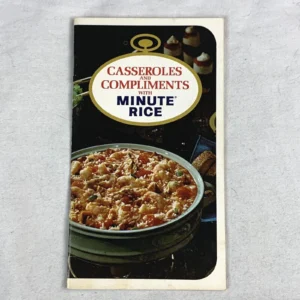 CASSEROLES
AND
COMPLIMENTS
WITH
MINUTE®
RICE